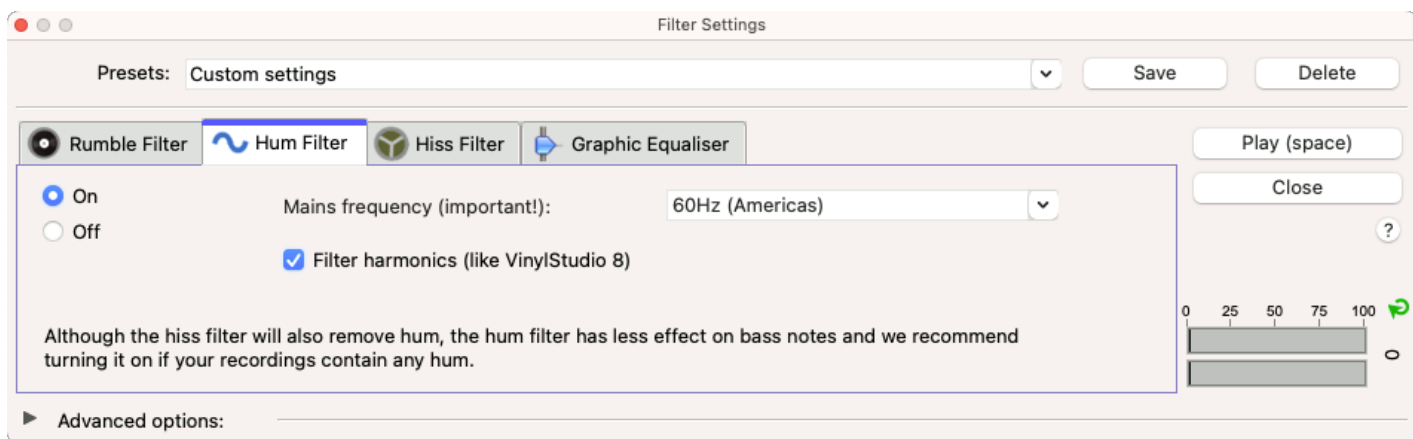 Filter Settings
Presets: Custom settings Save Delete
Rumble Filter Hum Filter Hiss Filter Graphic Equaliser
Play (space)
On
Mains frequency (important!): 60Hz (Americas)
Close
Off
?
Filter harmonics (like VinylStudio 8)
0 25 50 75 100
Although the hiss filter will also remove hum, the hum filter has less effect on bass notes and we recommend
turning it on if your recordings contain any hum.
0
Advanced options: